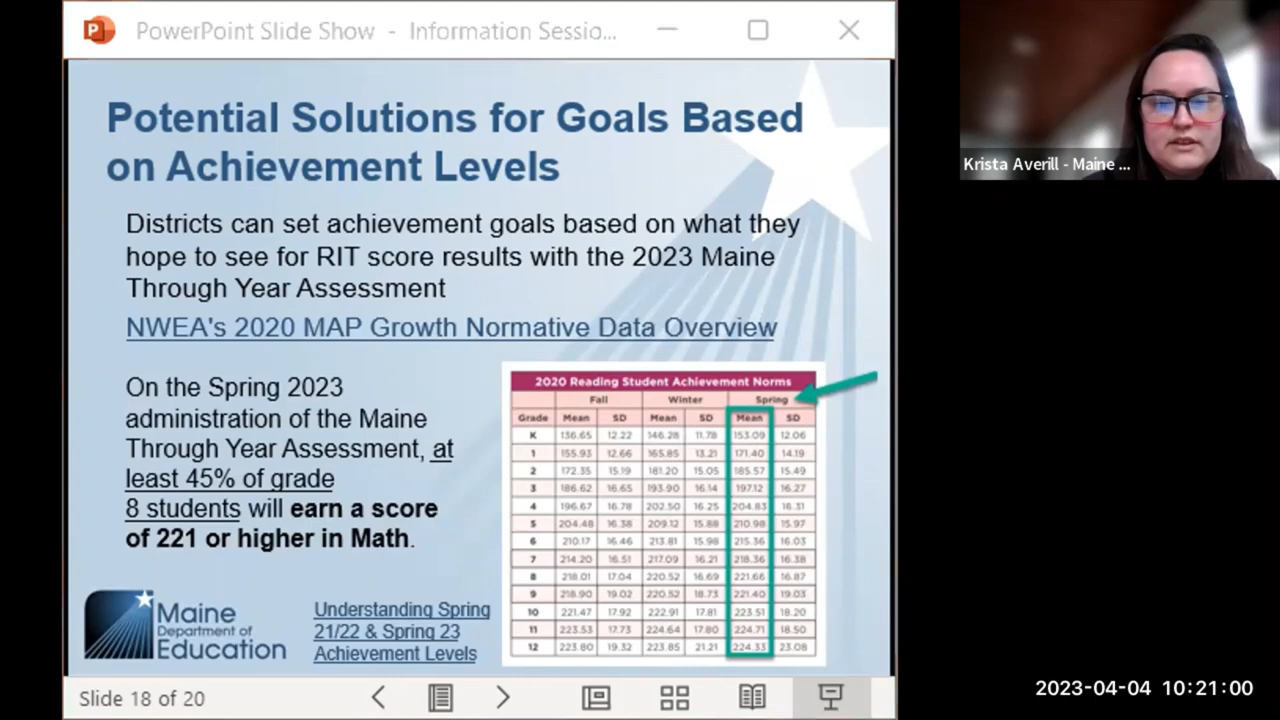 PowerPoint Slide Show - Information Sessio...
Potential Solutions for Goals Based
on Achievement Levels
Districts can set achievement goals based on what they
hope to see for RIT score results with the 2023 Maine
Through Year Assessment
NWEA's 2020 MAP Growth Normative Data Overview
On the Spring 2023
administration of the Maine
Through Year Assessment, at
least 45% of grade
8 students will earn a score
of 221 or higher in Math.
2020 Reading Student Achievement Norms
Fall Winter Spring
Grade Mean SD Mean SD Mean SD
K 136.65 12.22 146.28 11.78 153.09 12.06
1 155.93 12.66 165.85 13.21 171.40 14.19
2 172.35 15.19 181.20 15.05 185.57 15.49
3 186.62 16.65 193.90 16.14 197.12 16.27
4 196.67 16.78 202.50 16.25 204.83 16.31
5 204.48 16.38 209.12 15.88 210.98 15.97
6 210.17 16.46 213.81 15.98 215.36 16.03
7 214.20 16.51 217.09 16.21 218.36 16.38
8 218.01 17.04 220.52 16.69 221.66 16.87
9 218.90 19.02 220.52 18.73 221.40 19.03
10 221.47 17.92 222.91 17.81 223.51 18.20
11 223.53 17.73 224.64 17.80 224.71 18.50
12 223.80 19.32 223.85 21.21 224.33 23.08
Maine
Department of
Education
Understanding Spring
21/22 & Spring 23
Achievement Levels
Slide 18 of 20
Krista Averill - Maine ...
2023-04-04 10:21:00